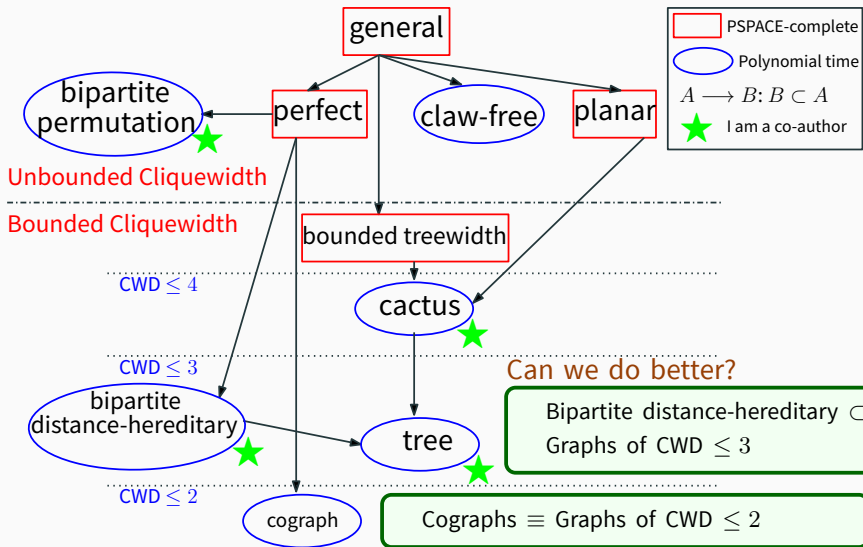 general
PSPACE-complete
Polynomial time
A ⟶ B: B ⊂ A
I am a co-author
bipartite
permutation
perfect
claw-free
planar
Unbounded Cliquewidth
Bounded Cliquewidth
bounded treewidth
CWD ≤ 4
cactus
CWD ≤ 3
Can we do better?
bipartite
distance-hereditary
tree
Bipartite distance-hereditary ⊂
Graphs of CWD ≤ 3
CWD ≤ 2
cograph
Cographs ≡ Graphs of CWD ≤ 2